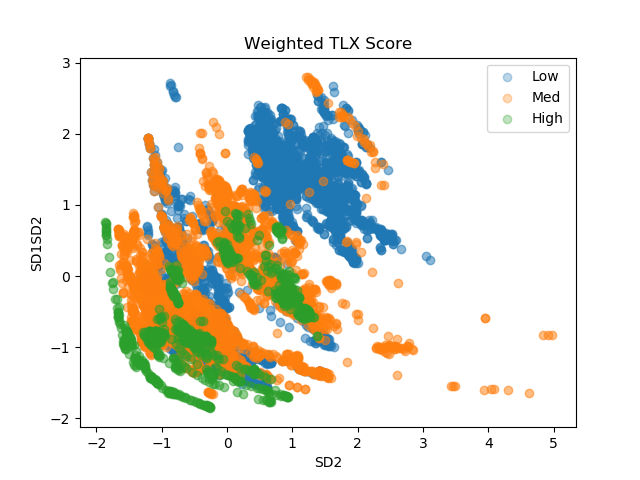 Weighted TLX Score
Low
Med
High
3
2
1
0
−1
−2
SD1SD2
−2 −1 0 1 2 3 4 5
SD2